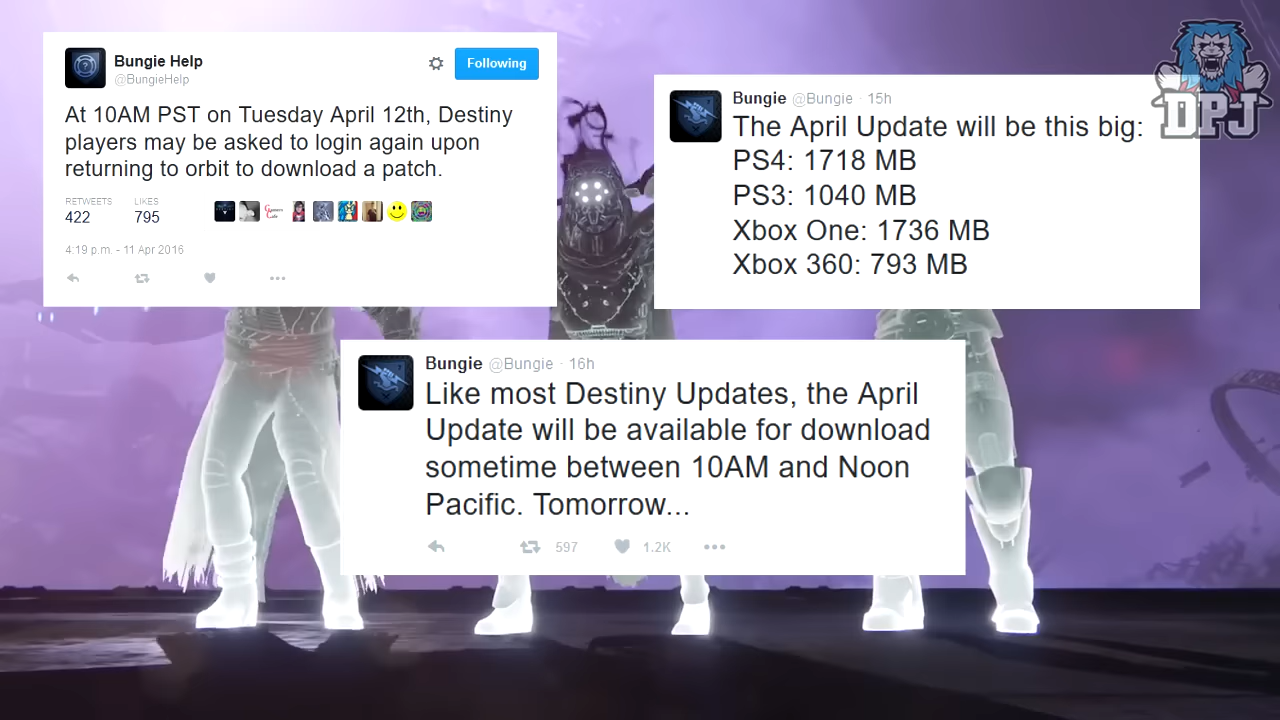 Bungie Help
@BungieHelp
Following
At 10AM PST on Tuesday April 12th, Destiny
players may be asked to login again upon
returning to orbit to download a patch.
RETWEETS LIKES
422 795
4:19 p.m. - 11 Apr 2016
Bungie @Bungie · 15h
The April Update will be this big:
PS4: 1718 MB
PS3: 1040 MB
Xbox One: 1736 MB
Xbox 360: 793 MB
DPJ
Bungie @Bungie · 16h
Like most Destiny Updates, the April
Update will be available for download
sometime between 10AM and Noon
Pacific. Tomorrow...
597 1.2K